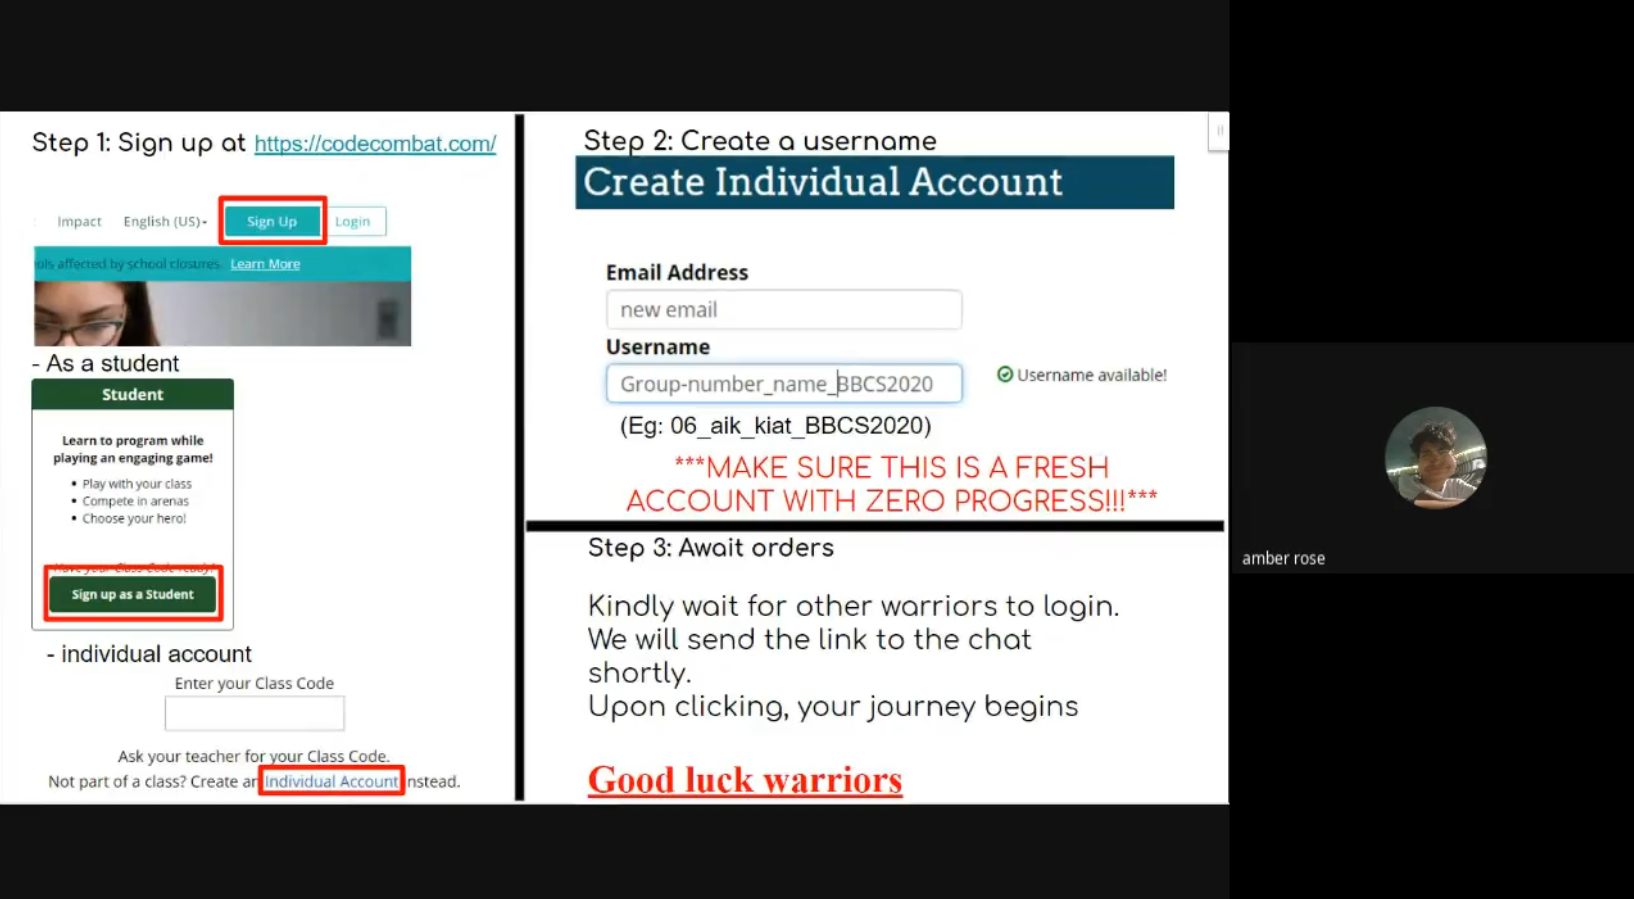 Step 1: Sign up at https://codecombat.com/
Impact English (US) Sign Up Login
ols affected by school closures. Learn More
- As a student
Student
Learn to program while
playing an engaging game!
• Play with your class
• Compete in arenas
• Choose your hero!
Have your Class Code ready!
Sign up as a Student
- individual account
Enter your Class Code
Ask your teacher for your Class Code.
Not part of a class? Create an Individual Account instead.
Step 2: Create a username
Create Individual Account
Email Address
new email
Username
Group-number_name_BBCS2020
Username available!
(Eg: 06_aik_kiat_BBCS2020)
***MAKE SURE THIS IS A FRESH
ACCOUNT WITH ZERO PROGRESS!!!***
Step 3: Await orders
Kindly wait for other warriors to login.
We will send the link to the chat
shortly.
Upon clicking, your journey begins
Good luck warriors
amber rose